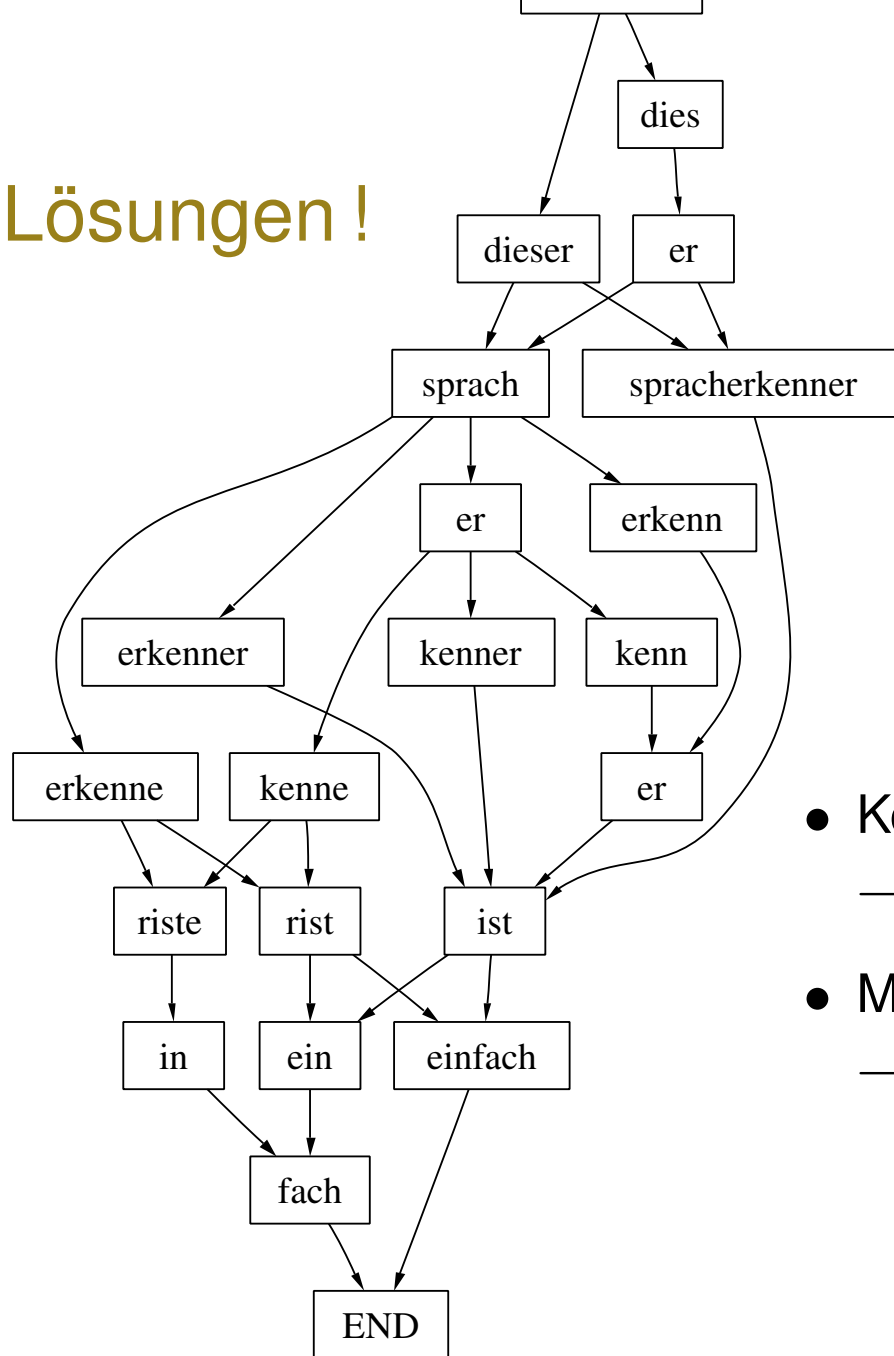 dies
Lösungen !
dieser er
sprach spracherkenner
er erkenn
erkenner kenner kenn
erkenne kenne er
riste rist ist
in ein einfach
fach
END